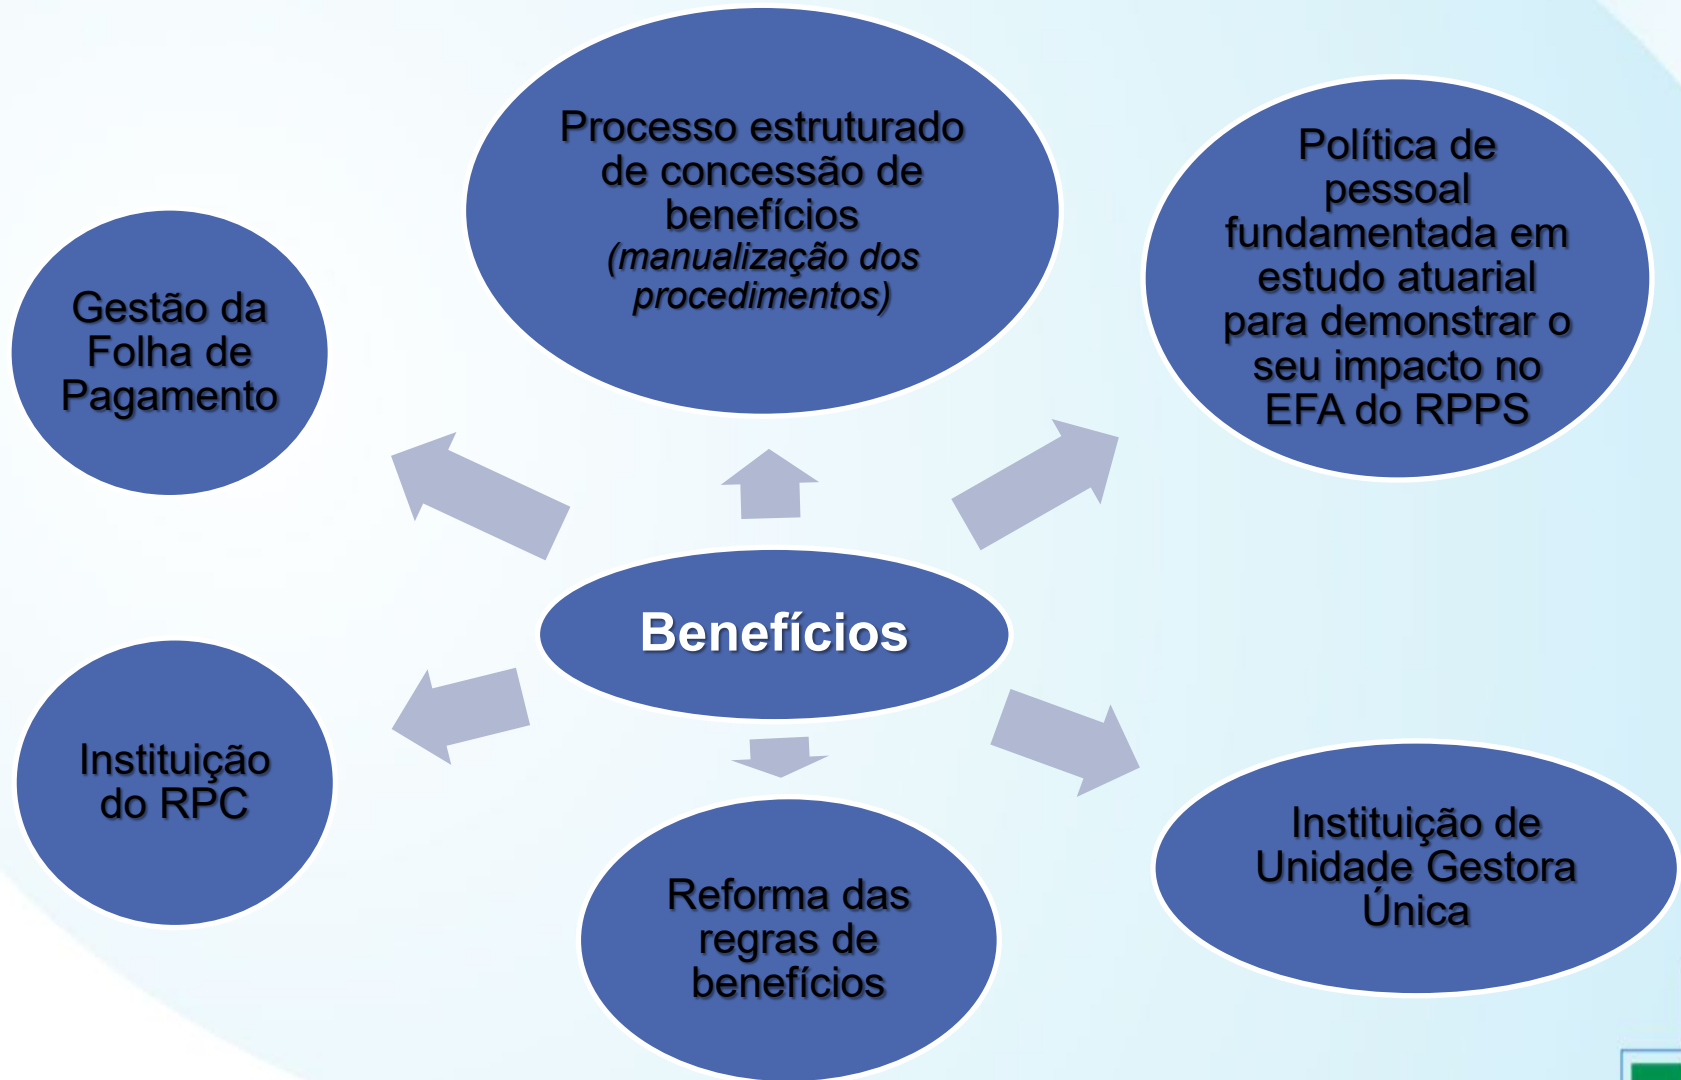 Processo estruturado
de concessão de
benefícios
(manualização dos
procedimentos)
Política de
pessoal
fundamentada em
estudo atuarial
para demonstrar o
seu impacto no
EFA do RPPS
Gestão da
Folha de
Pagamento
Benefícios
Instituição
do RPC
Reforma das
regras de
benefícios
Instituição de
Unidade Gestora
Única